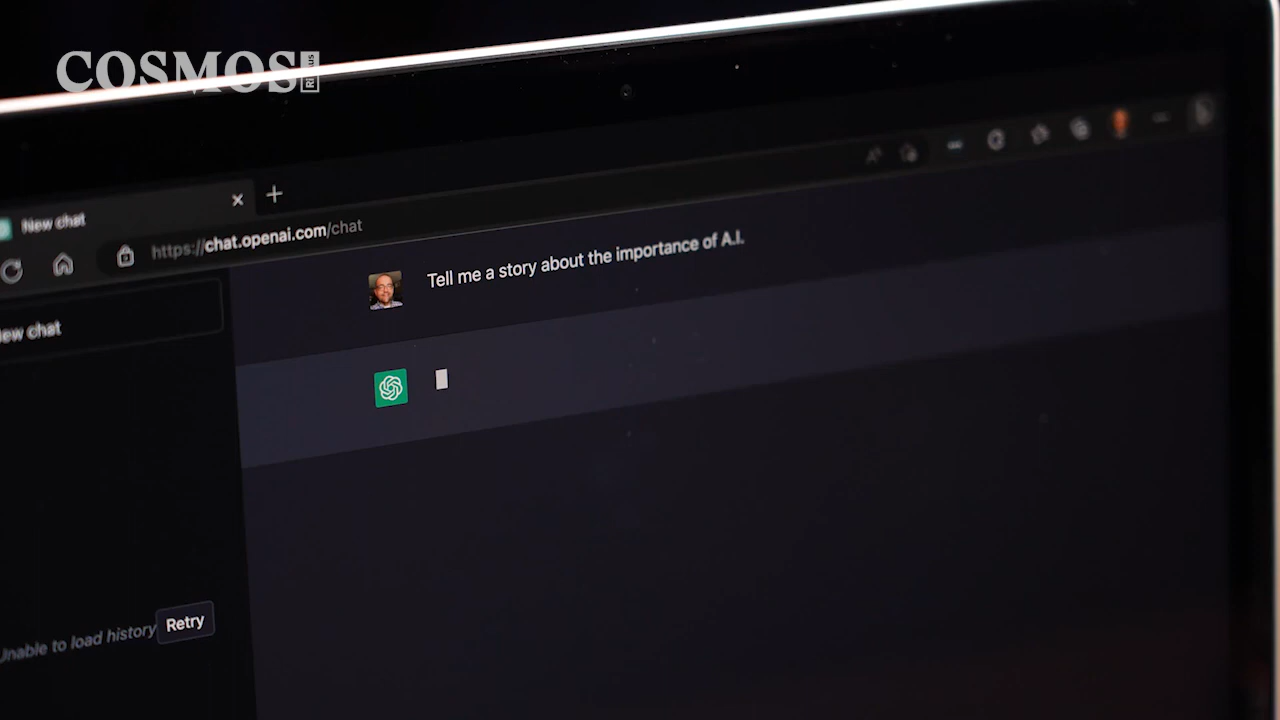 COSMOS
New chat
https://chat.openai.com/chat
Tell me a story about the importance of A.I.
New chat
Unable to load history
Retry